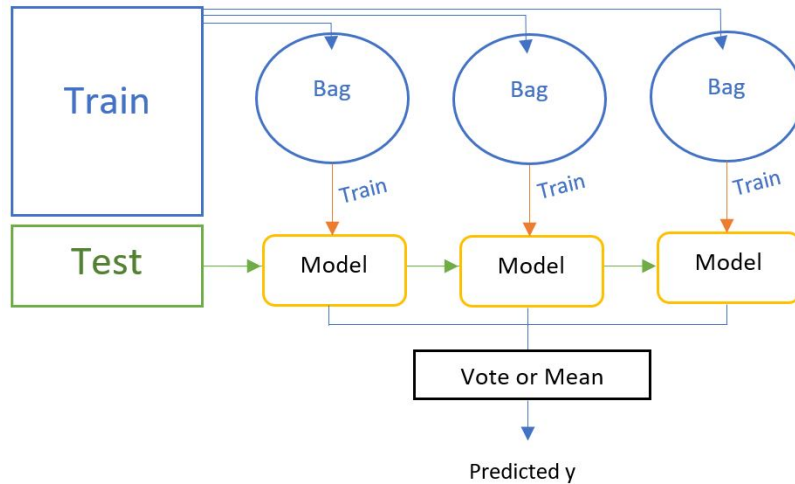 Train
Bag
Bag
Bag
Train
Train
Train
Test
Model
Model
Model
Vote or Mean
Predicted y